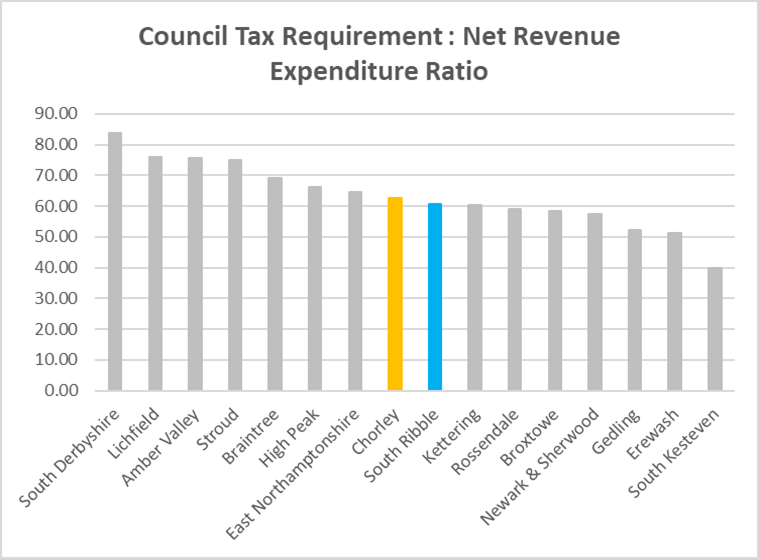 Council Tax Requirement : Net Revenue
Expenditure Ratio
90.00
80.00
70.00
60.00
50.00
40.00
30.00
20.00
10.00
0.00
South Derbyshire
Lichfield
Amber Valley
Stroud
Braintree
High Peak
East Northamptonshire
Chorley
South Ribble
Kettering
Rossendale
Broxtowe
Newark & Sherwood
Gedling
Erewash
South Kesteven